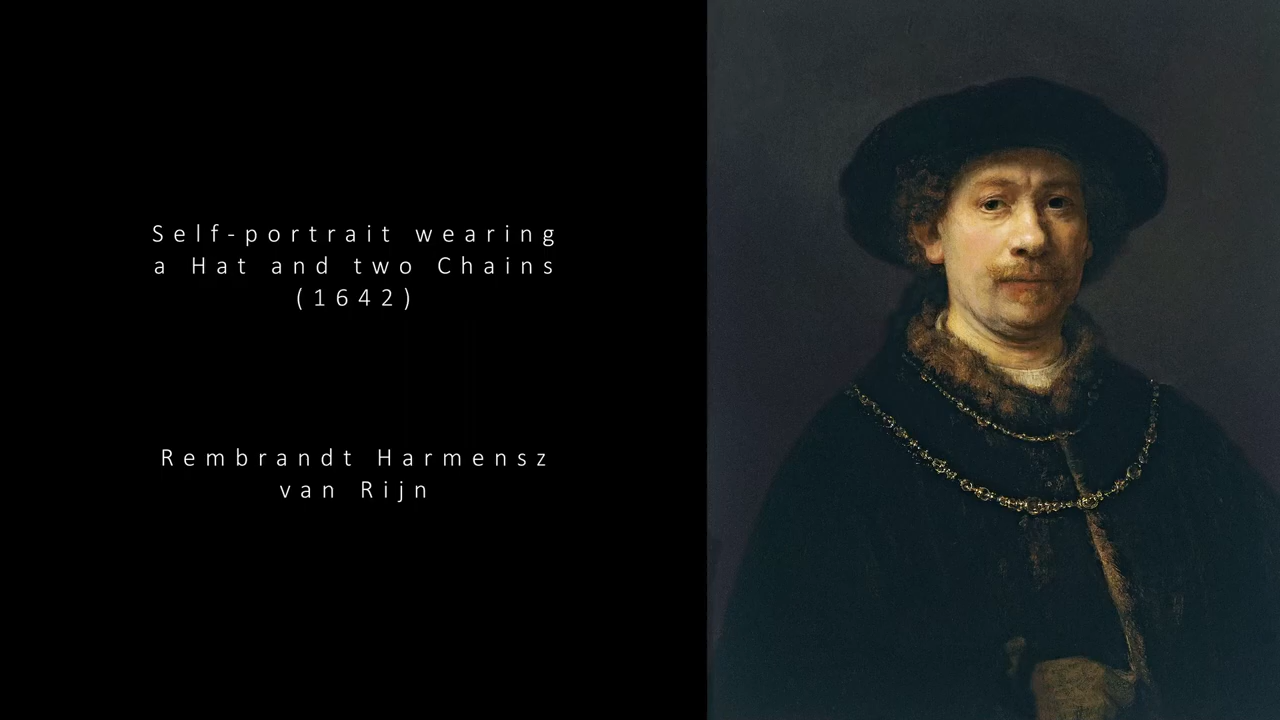 Self-portrait wearing
a Hat and two Chains
(1642)
Rembrandt Harmensz
van Rijn